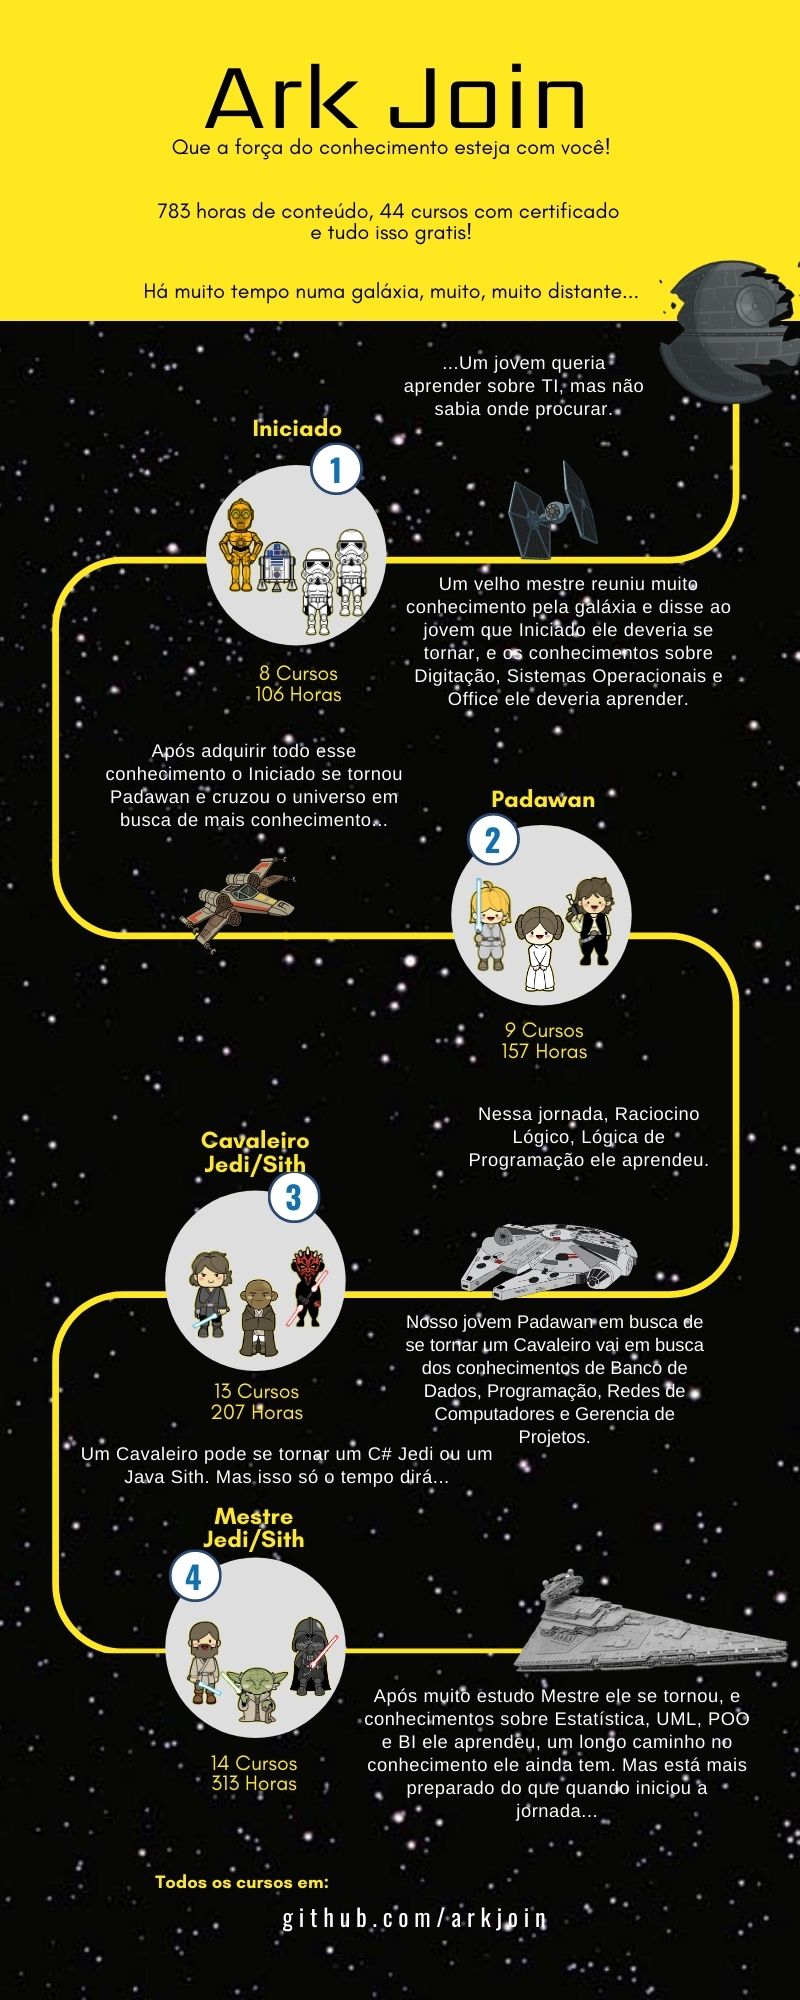 Ark Join
Que a força do conhecimento esteja com você!
783 horas de conteúdo, 44 cursos com certificado
e tudo isso gratis!
Há muito tempo numa galáxia, muito, muito distante...
...Um jovem queria
aprender sobre TI, mas não
sabia onde procurar.
Iniciado
1
Um velho mestre reuniu muito
conhecimento pela galáxia e disse ao
jovem que Iniciado ele deveria se
tornar, e os conhecimentos sobre
Digitação, Sistemas Operacionais e
Office ele deveria aprender.
8 Cursos
106 Horas
Após adquirir todo esse
conhecimento o Iniciado se tornou
Padawan e cruzou o universo em
busca de mais conhecimento...
Padawan
2
9 Cursos
157 Horas
Nessa jornada, Raciocino
Lógico, Lógica de
Programação ele aprendeu.
Cavaleiro
Jedi/Sith
3
Nosso jovem Padawan em busca de
se tornar um Cavaleiro vai em busca
dos conhecimentos de Banco de
Dados, Programação, Redes de
Computadores e Gerencia de
Projetos.
13 Cursos
207 Horas
Um Cavaleiro pode se tornar um C# Jedi ou um
Java Sith. Mas isso só o tempo dirá...
Mestre
Jedi/Sith
4
Após muito estudo Mestre ele se tornou, e
conhecimentos sobre Estatística, UML, POO
e BI ele aprendeu, um longo caminho no
conhecimento ele ainda tem. Mas está mais
preparado do que quando iniciou a
jornada...
14 Cursos
313 Horas
Todos os cursos em:
github.com/arkjoin